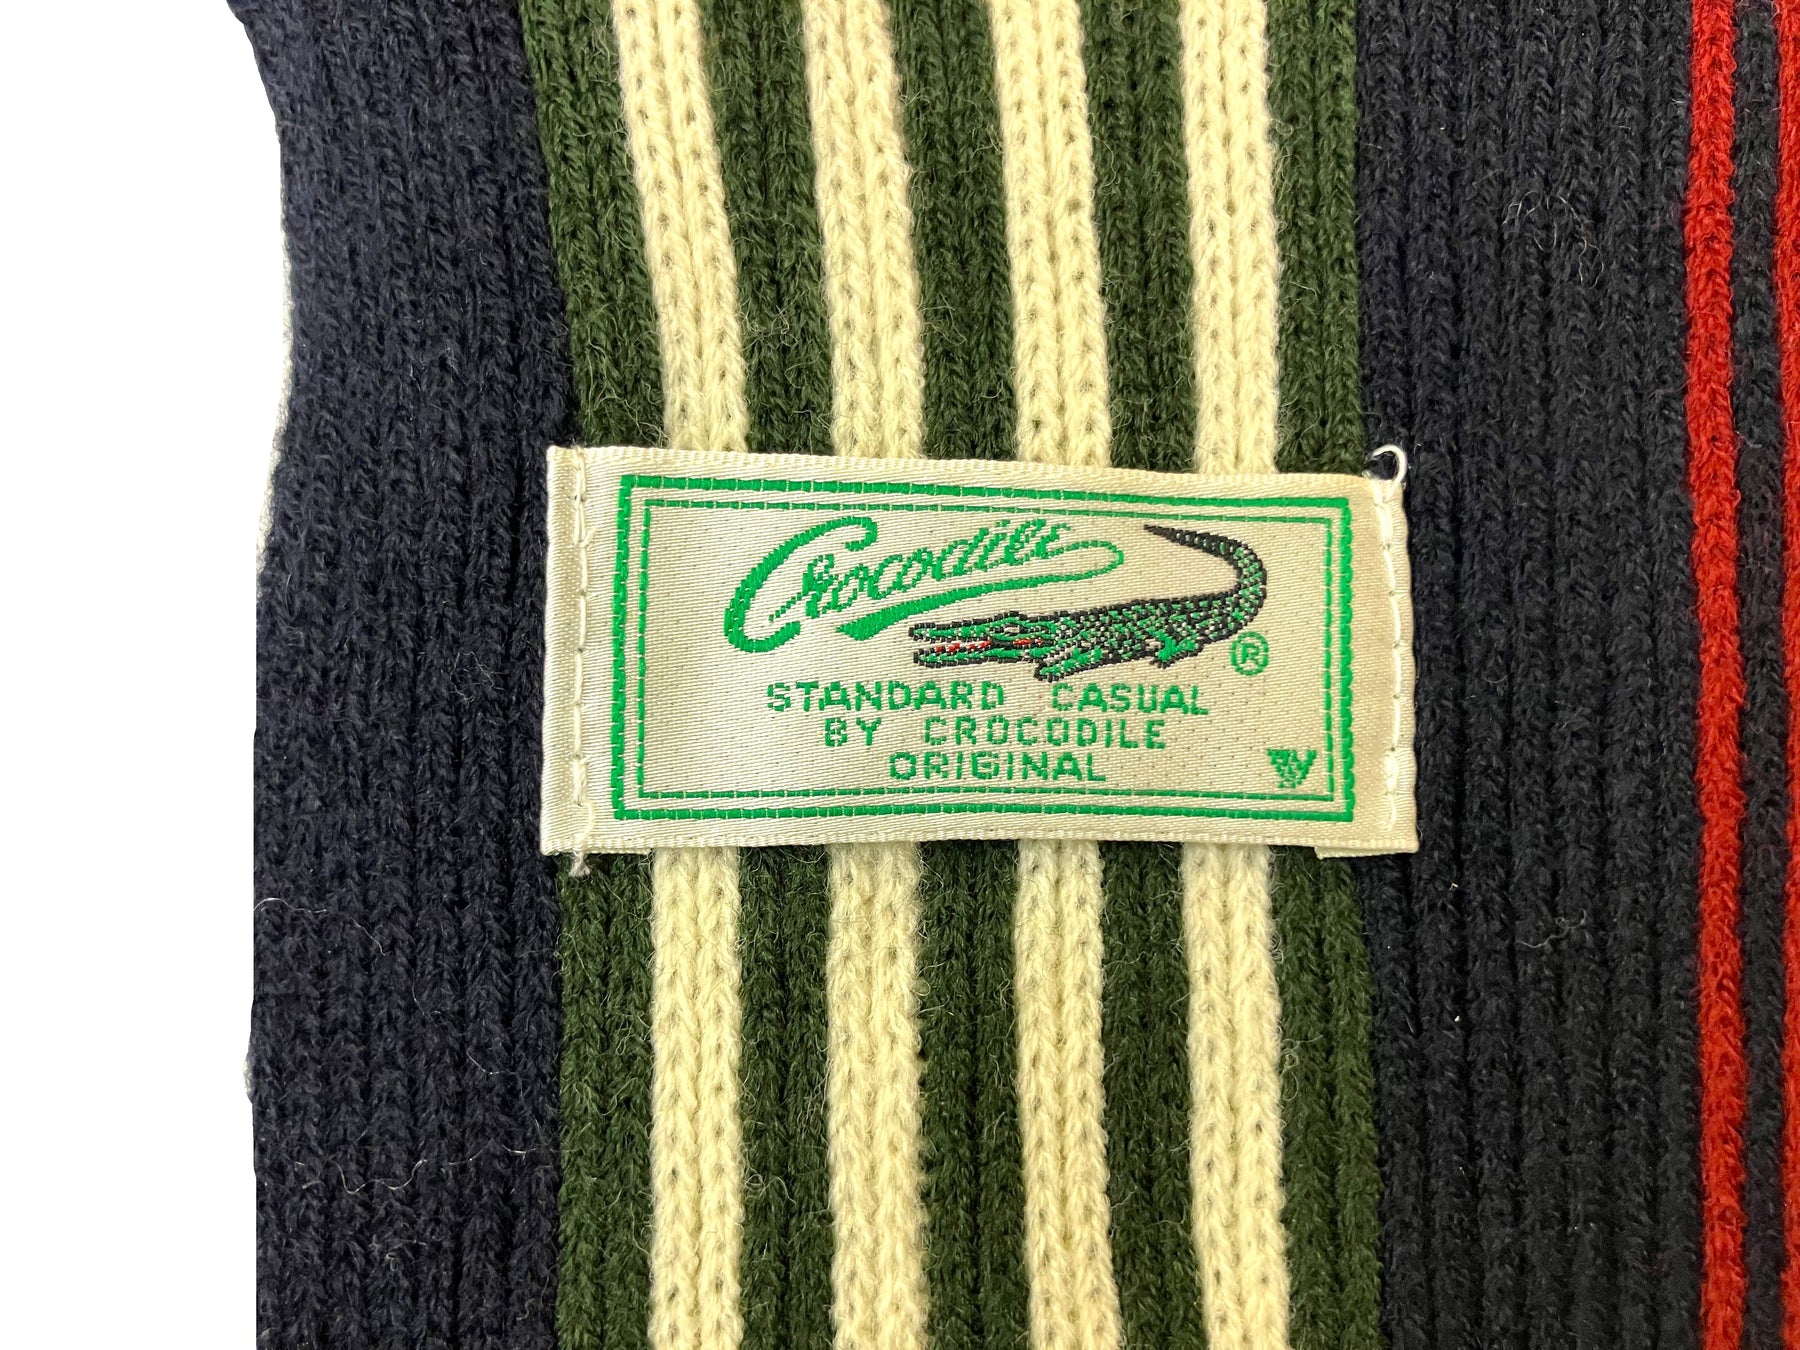 Crocodile
®
STANDARD CASUAL
BY CROCODILE
ORIGINAL